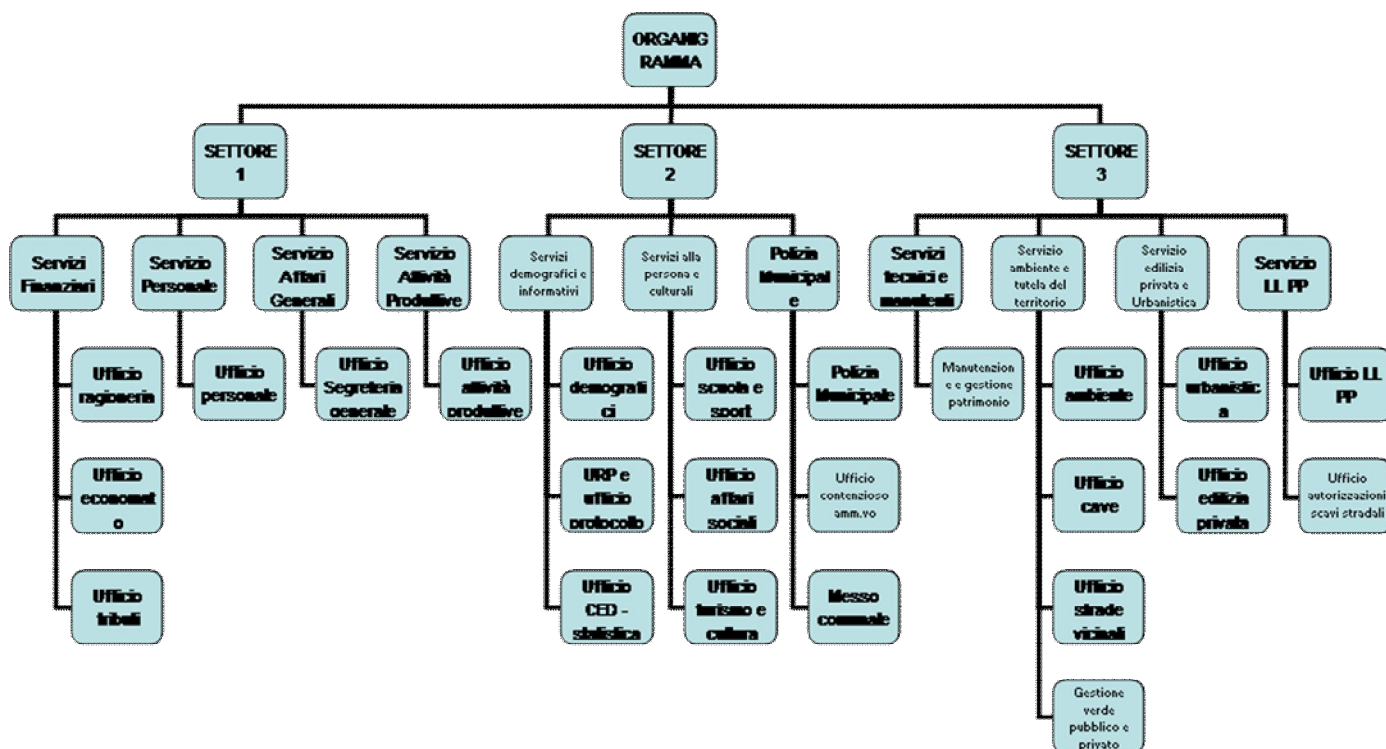 ORGANIG
RAMMA
SETTORE
1
SETTORE
2
SETTORE
3
Servizi
Finanziari
Servizio
Personale
Servizio
Affari
Generali
Servizio
Attività
Produttive
Servizi
demografici e
informativi
Servizi alla
persona e
culturali
Polizia
Municipal
e
Servizi
tecnici e
manutenti
Servizio
ambiente e
tutela del
territorio
Servizio
edilizia
privata e
Urbanistica
Servizio
LL PP
Ufficio
ragioneria
Ufficio
personale
Ufficio
Segreteria
generale
Ufficio
attività
produttive
Ufficio
demografi
ci
Ufficio
scuola e
sport
Polizia
Municipale
Manutenzion
e e gestione
patrimonio
Ufficio
ambiente
Ufficio
urbanistic
a
Ufficio LL
PP
Ufficio
economat
o
URP e
ufficio
protocollo
Ufficio
affari
sociali
Ufficio
contenzioso
amm.vo
Ufficio
cave
Ufficio
edilizia
privata
Ufficio
autorizzazioni
scavi stradali
Ufficio
tributi
Ufficio
CED -
statistica
Ufficio
turismo e
cultura
Messo
comunale
Ufficio
strade
vicinali
Gestione
verde
pubblico e
privato